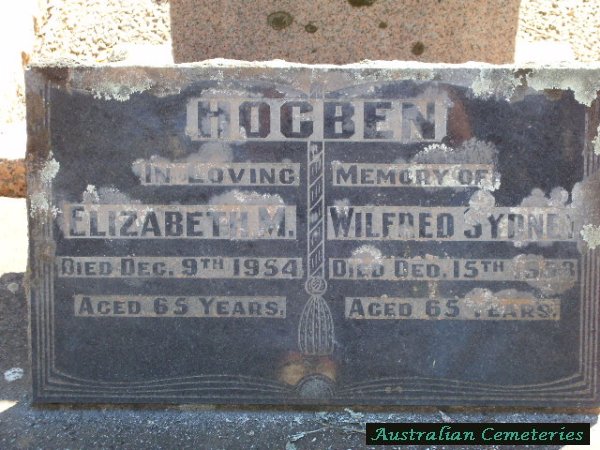 HOGBEN
IN LOVING MEMORY OF
ELIZABETH M.
DIED DEC. 9TH 1954
AGED 65 YEARS.
WILFRED SYDNEY
DIED DEC. 15TH
AGED 65 YEARS.
Australian Cemeteries